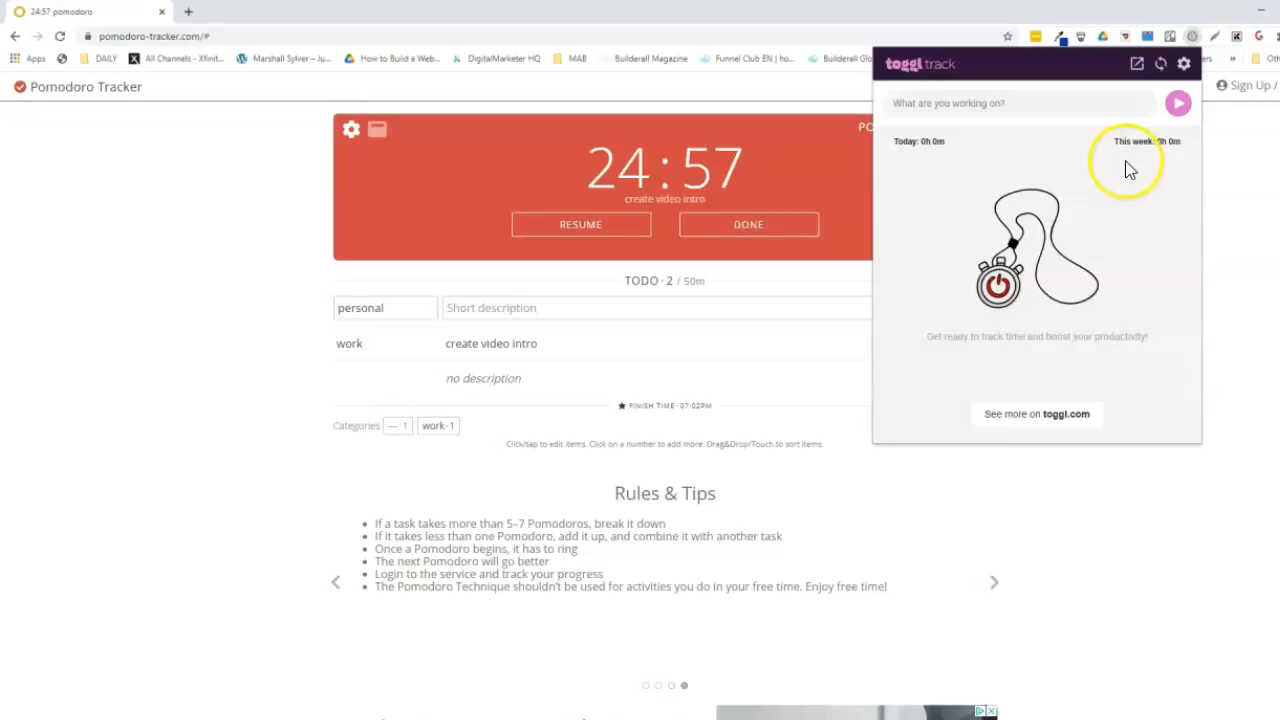 24:57 pomodoro
pomodoro-tracker.com/#
Apps DAILY All Channels - Xfinit... Marshall Sylver – Jo... How to Build a Web... DigitalMarketer HQ MAB Builderall Magazine Funnel Club EN | ho... Builderall Glo
Pomodoro Tracker
Sign Up /
toggl track
What are you working on?
Today: 0h 0m
This week: 0h 0m
24:57
create video intro
RESUME DONE
TODO · 2 / 50m
personal Short description
work create video intro
no description
FINISH TIME · 07:02PM
Categories — · 1 work · 1
Click/tap to edit items. Click on a number to add more. Drag&Drop/Touch to sort items
Get ready to track time and boost your productivity!
See more on toggl.com
Rules & Tips
If a task takes more than 5–7 Pomodoros, break it down
If it takes less than one Pomodoro, add it up, and combine it with another task
Once a Pomodoro begins, it has to ring
The next Pomodoro will go better
Login to the service and track your progress
The Pomodoro Technique shouldn't be used for activities you do in your free time. Enjoy free time!